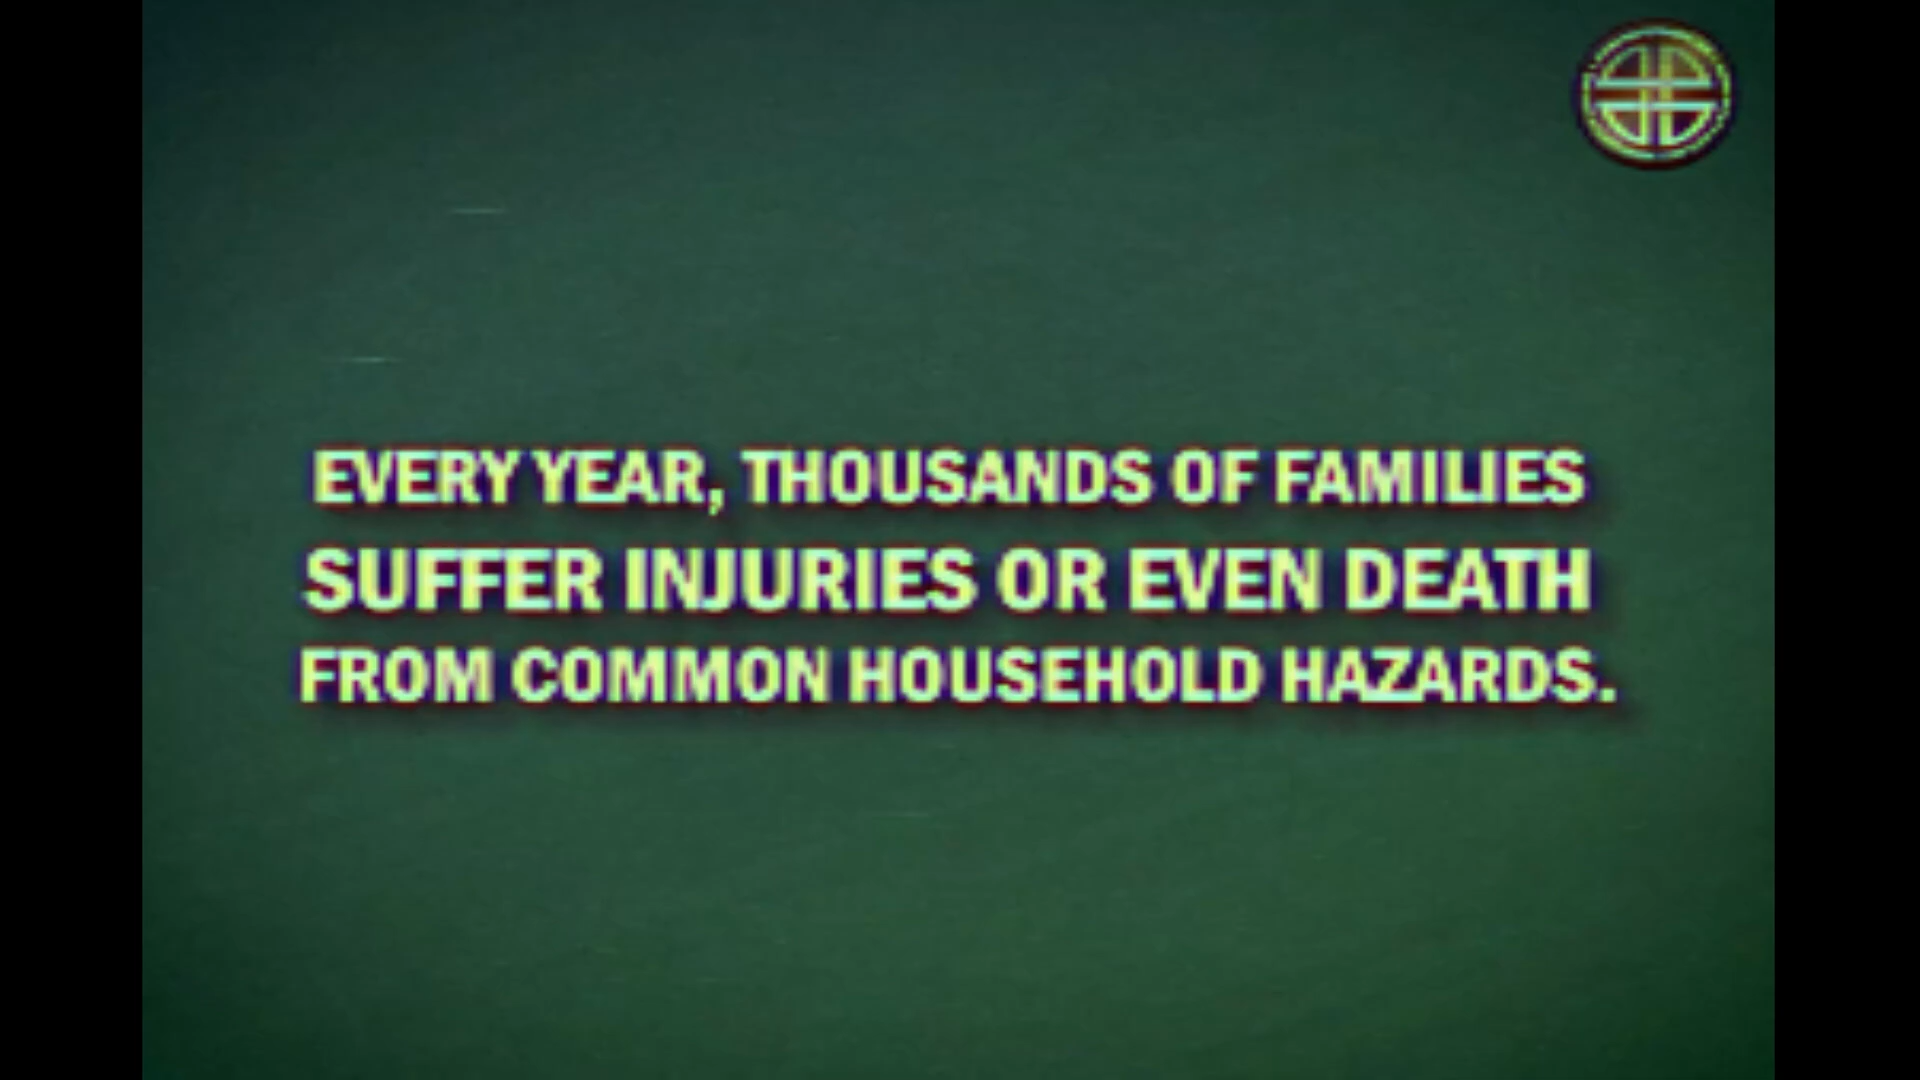 EVERY YEAR, THOUSANDS OF FAMILIES
SUFFER INJURIES OR EVEN DEATH
FROM COMMON HOUSEHOLD HAZARDS.